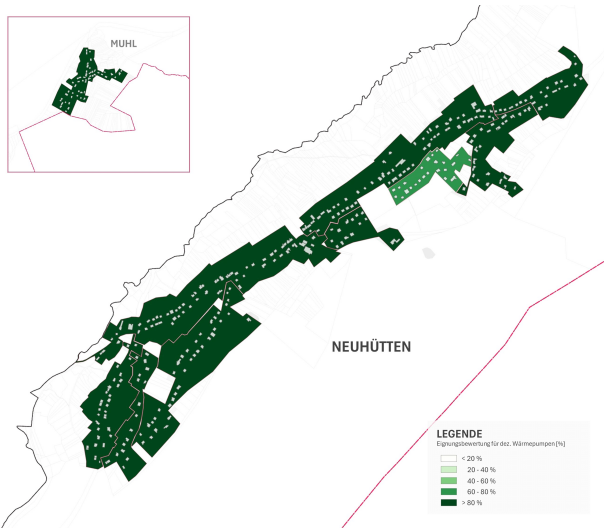 MUHL
NEUHÜTTEN
LEGENDE
Eignungsbewertung für dez. Wärmepumpen [%]
< 20 %
20 - 40 %
40 - 60 %
60 - 80 %
> 80 %